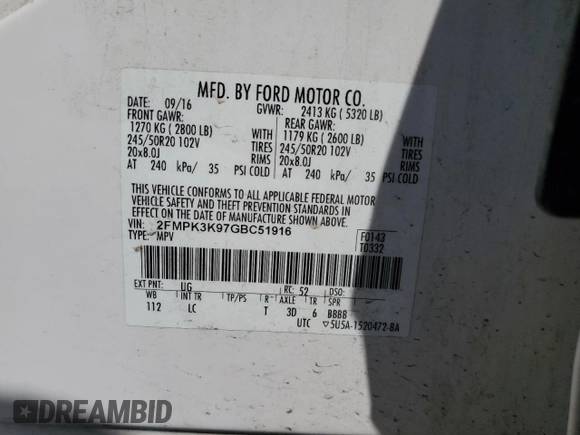 MFD. BY FORD MOTOR CO.
DATE: 09/16 GVWR: 2413 KG ( 5320 LB)
FRONT GAWR: REAR GAWR:
1270 KG ( 2800 LB) WITH 1179 KG ( 2600 LB) WITH
245/50R20 102V TIRES 245/50R20 102V TIRES
20x8.0J RIMS 20x8.0J RIMS
AT 240 kPa/ 35 PSI COLD AT 240 kPa/ 35 PSI COLD
THIS VEHICLE CONFORMS TO ALL APPLICABLE FEDERAL MOTOR
VEHICLE SAFETY AND THEFT PREVENTION STANDARDS IN
EFFECT ON THE DATE OF MANUFACTURE SHOWN ABOVE.
VIN: 2FMPK3K97GBC51916 F0143
TYPE: MPV T0332
EXT PNT: UG RC: 52 DSO:
WB INT TR TP/PS R AXLE TR SPR
112 LC T 3D 6 BBBB
UTC ▽5U5A-1520472-BA
DREAMBID